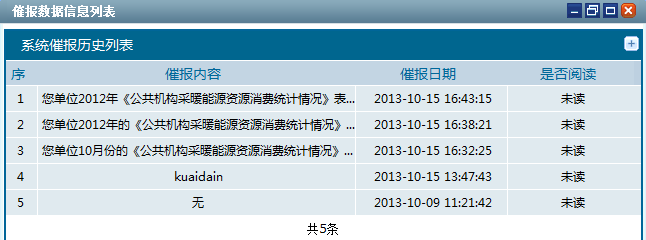 催报数据信息列表
系统催报历史列表
序 催报内容 催报日期 是否阅读
1 您单位2012年《公共机构采暖能源资源消费统计情况》表... 2013-10-15 16:43:15 未读
2 您单位2012年的《公共机构采暖能源资源消费统计情况》... 2013-10-15 16:38:21 未读
3 您单位10月份的《公共机构采暖能源资源消费统计情况》... 2013-10-15 16:32:25 未读
4 kuaidain 2013-10-15 13:47:43 未读
5 无 2013-10-09 11:21:42 未读
共5条